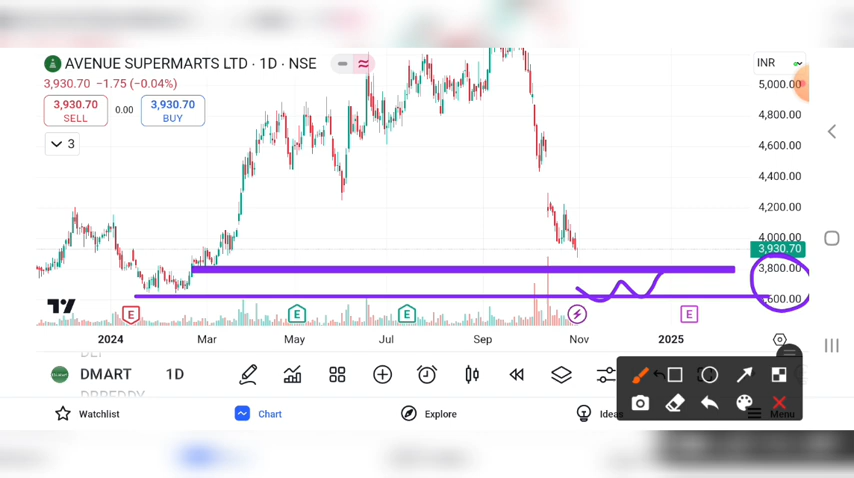 AVENUE SUPERMARTS LTD · 1D · NSE
INR
3,930.70 −1.75 (−0.04%)
3,930.70
SELL
0.00
3,930.70
BUY
3
5,000.00
4,800.00
4,600.00
4,400.00
4,200.00
4,000.00
3,930.70
3,800.00
600.00
E
E
E
E
2024
Mar
May
Jul
Sep
Nov
2025
DMART
1D
Watchlist
Chart
Explore
Ideas
Menu